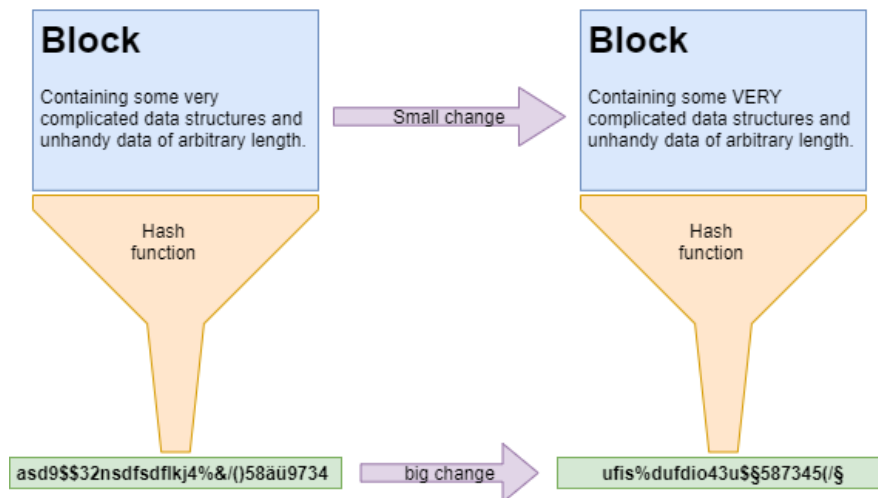 Block
Containing some very
complicated data structures and
unhandy data of arbitrary length.
Small change
Block
Containing some VERY
complicated data structures and
unhandy data of arbitrary length.
Hash
function
Hash
function
asd9$$32nsdfsdflkj4%&/()58äü9734
big change
ufis%dufdio43u$§587345(/§